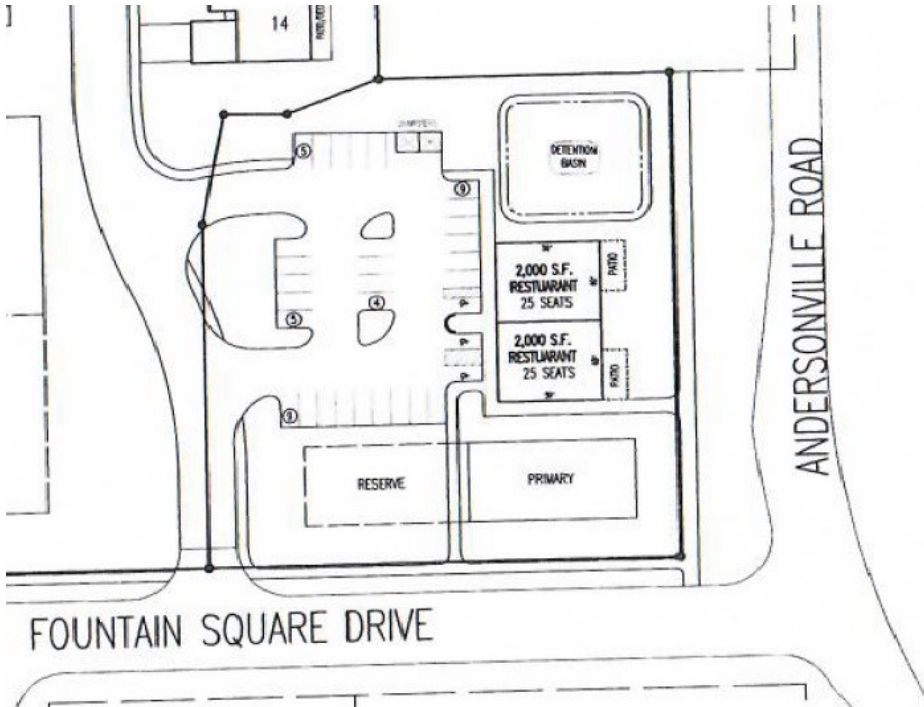 14
DUMPSTERS
5
9
DETENTION
BASIN
2,000 S.F.
RESTUARANT
25 SEATS
PATIO
4
5
2,000 S.F.
RESTUARANT
25 SEATS
PATIO
9
RESERVE
PRIMARY
ANDERSONVILLE ROAD
FOUNTAIN SQUARE DRIVE